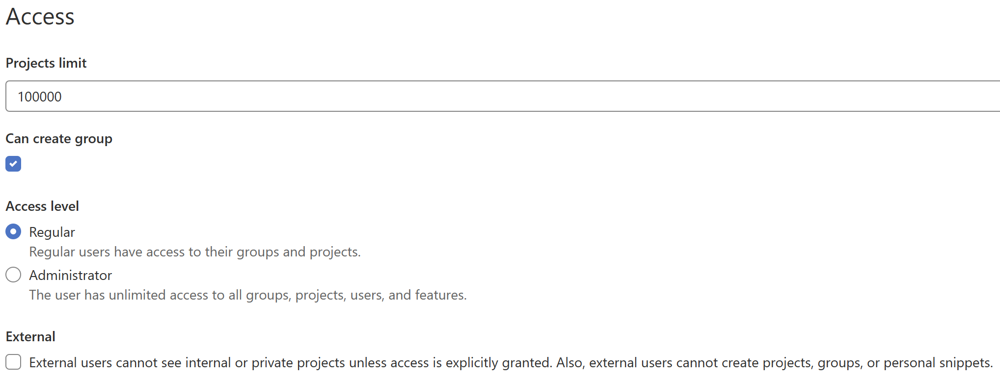 Access
Projects limit
100000
Can create group
Access level
Regular
Regular users have access to their groups and projects.
Administrator
The user has unlimited access to all groups, projects, users, and features.
External
External users cannot see internal or private projects unless access is explicitly granted. Also, external users cannot create projects, groups, or personal snippets.